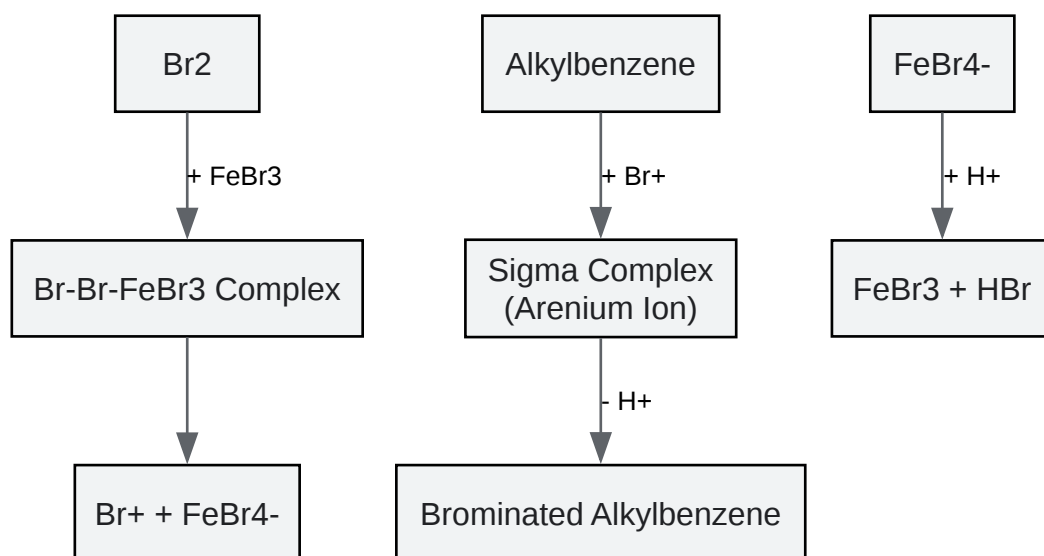 Br2
Alkylbenzene
FeBr4-
+ FeBr3
+ Br+
+ H+
Br-Br-FeBr3 Complex
Sigma Complex
(Arenium Ion)
FeBr3 + HBr
- H+
Br+ + FeBr4-
Brominated Alkylbenzene